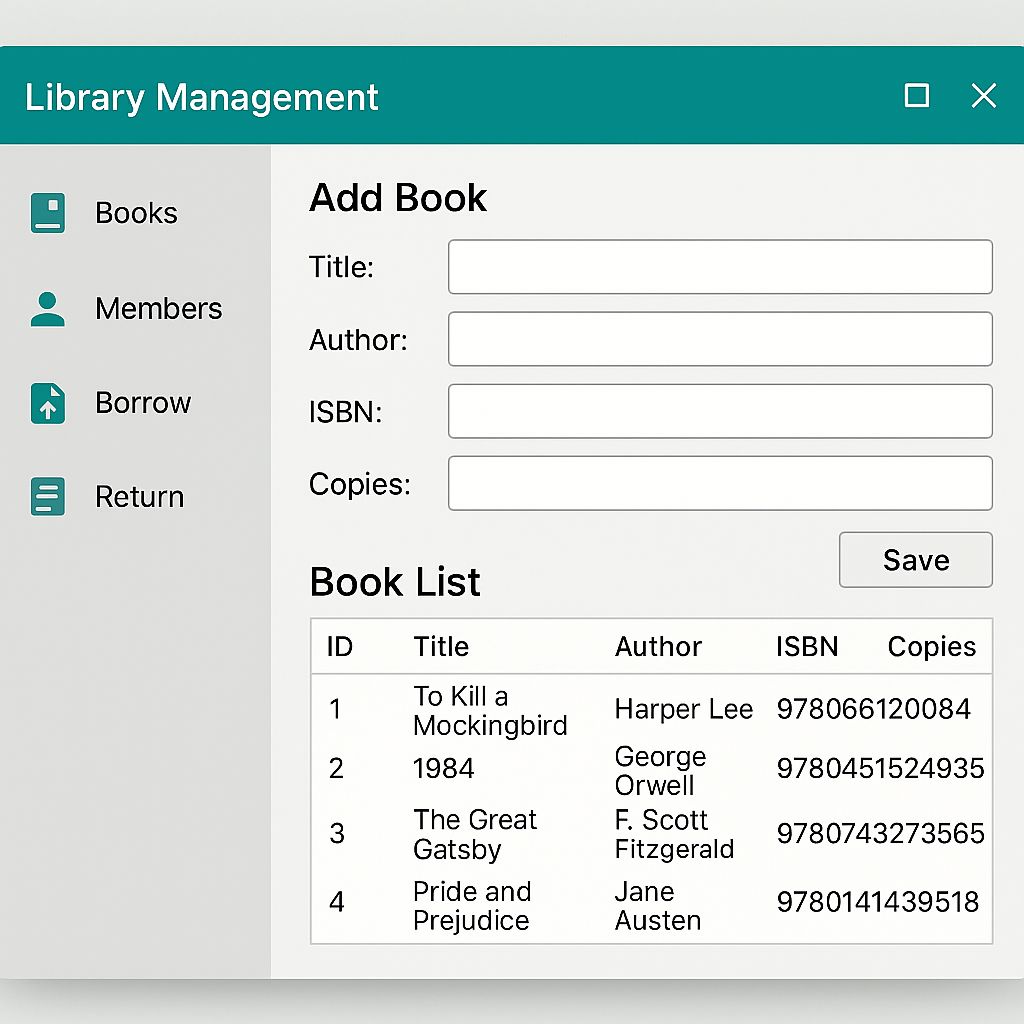 Library Management
Books
Members
Borrow
Return
Add Book
Title:
Author:
ISBN:
Copies:
Save
Book List
ID Title Author ISBN Copies
1 To Kill a Harper Lee 978066120084
Mockingbird
2 1984 George 9780451524935
Orwell
3 The Great F. Scott 9780743273565
Gatsby Fitzgerald
4 Pride and Jane 9780141439518
Prejudice Austen